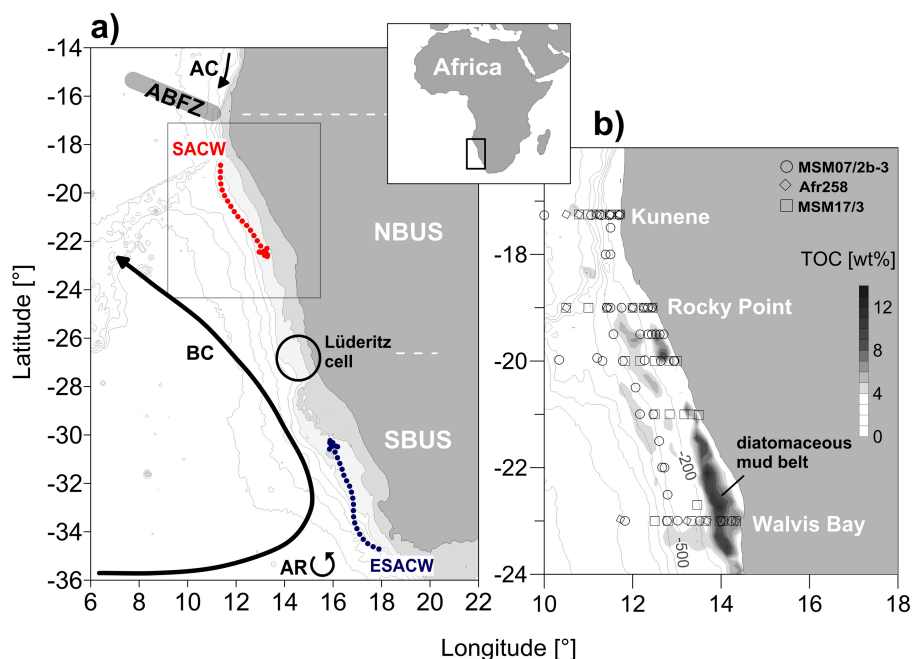 a)
-14
-16
-18
-20
-22
-24
-26
-28
-30
-32
-34
-36
Latitude [°]
6
8
10
12
14
16
18
20
22
AC
ABFZ
SACW
NBUS
BC
Lüderitz
cell
SBUS
AR
ESACW
Africa
b)
MSM07/2b-3
Afr258
MSM17/3
Kunene
TOC [wt%]
12
8
4
0
Rocky Point
diatomaceous
mud belt
-200
-500
Walvis Bay
-18
-20
-22
-24
10
12
14
16
18
Longitude [°]